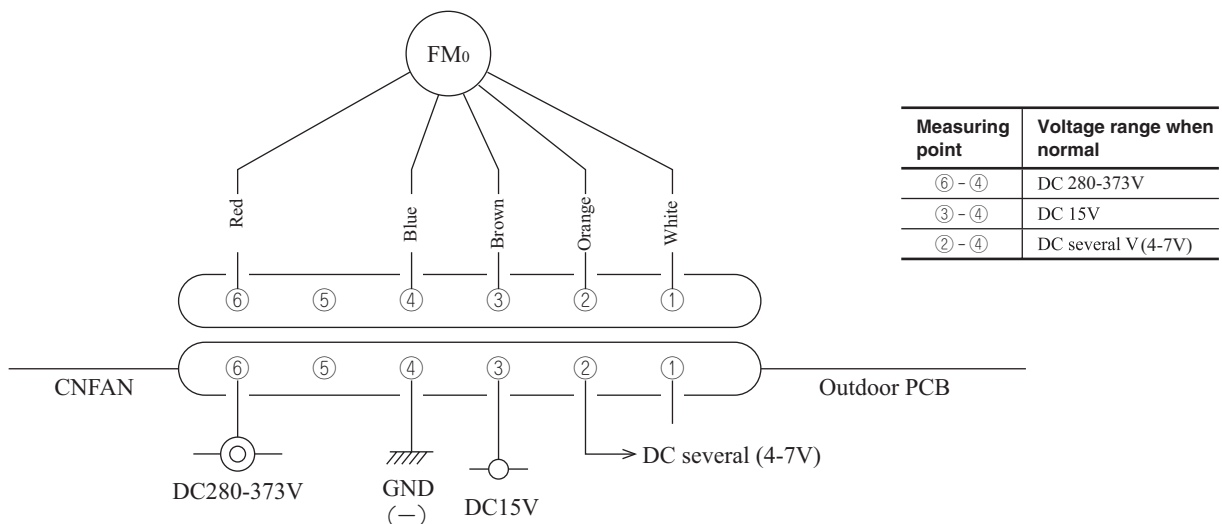 FM0
Measuring point
Voltage range when normal
⑥ - ④
DC 280-373V
③ - ④
DC 15V
② - ④
DC several V (4-7V)
Red
Blue
Brown
Orange
White
⑥ ⑤ ④ ③ ② ①
⑥ ⑤ ④ ③ ② ①
CNFAN
Outdoor PCB
DC280-373V
GND
(−)
DC15V
DC several (4-7V)